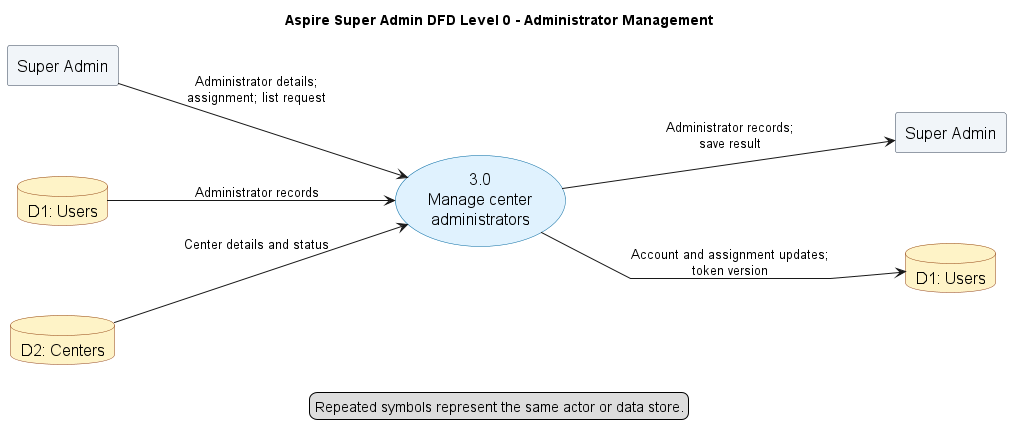 Aspire Super Admin DFD Level 0 - Administrator Management
Super Admin
Administrator details;
assignment; list request
Administrator records;
save result
Super Admin
3.0
Manage center
administrators
D1: Users
Administrator records
Center details and status
Account and assignment updates;
token version
D1: Users
D2: Centers
Repeated symbols represent the same actor or data store.